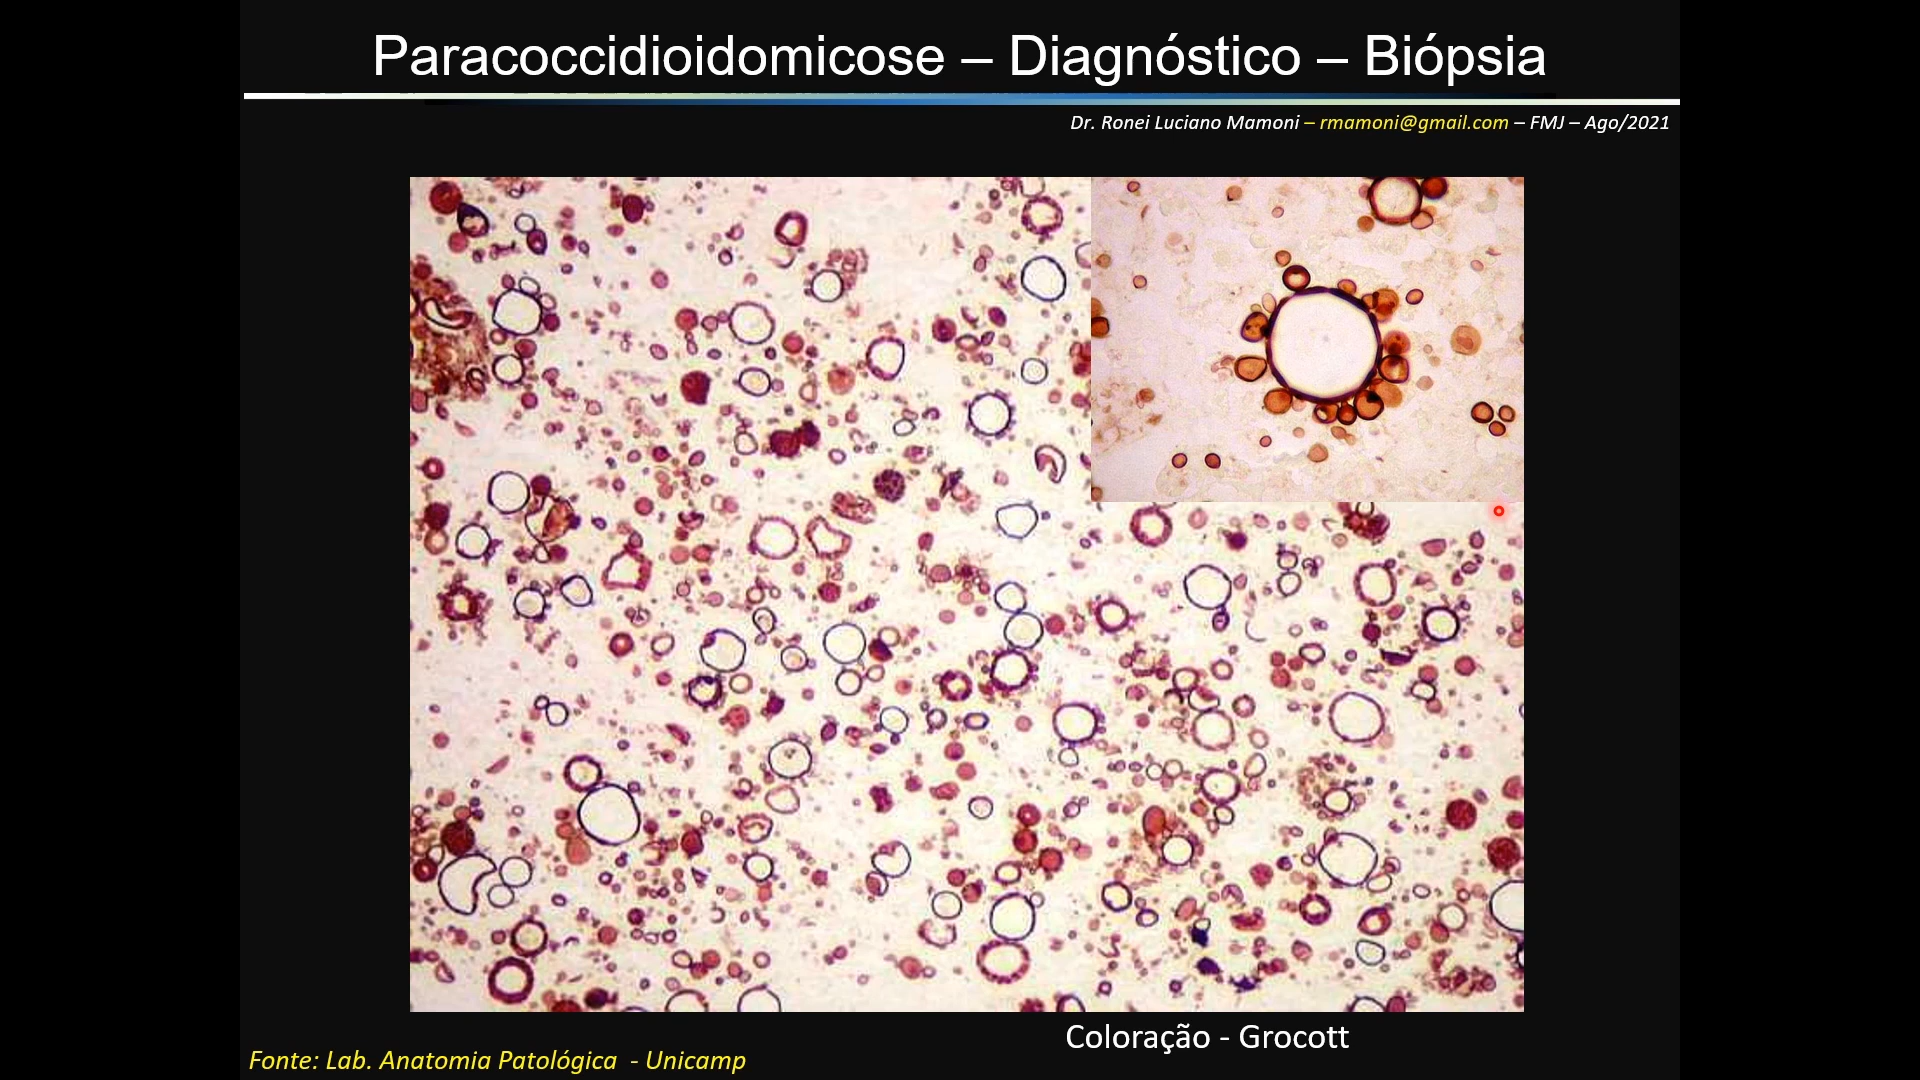 Paracoccidioidomicose – Diagnóstico – Biópsia
Dr. Ronei Luciano Mamoni – rmamoni@gmail.com – FMJ – Ago/2021
Coloração - Grocott
Fonte: Lab. Anatomia Patológica - Unicamp